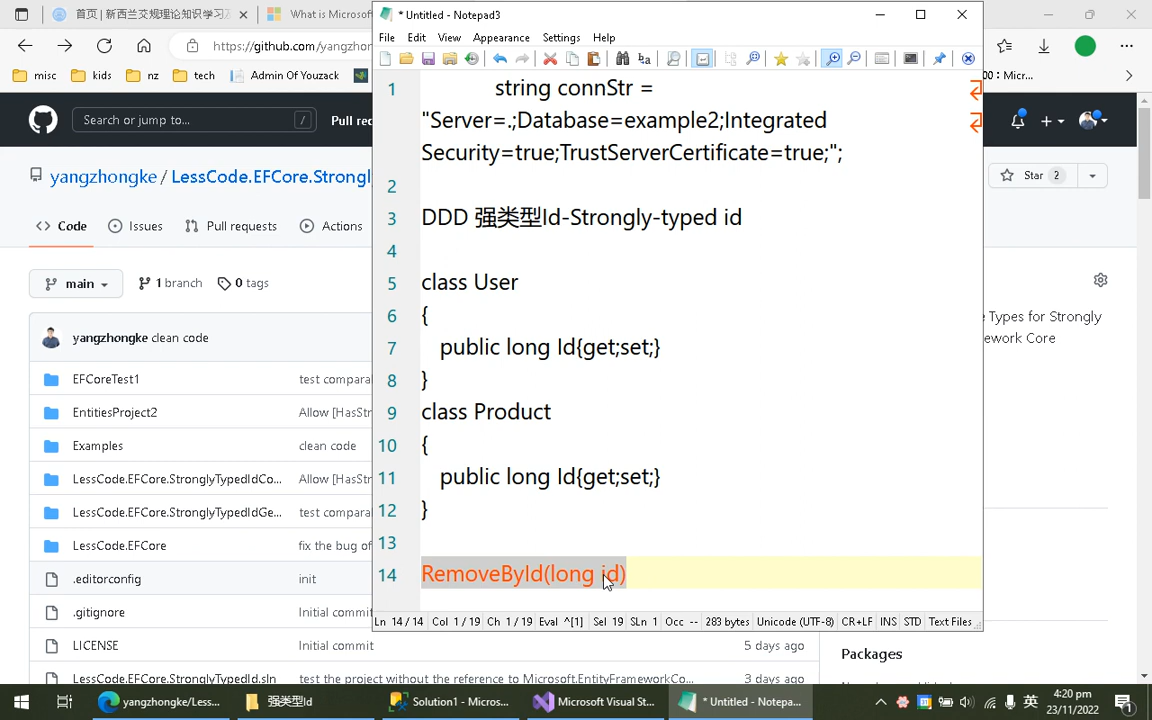 首页 | 新西兰交规理论知识学习
What is Microsof
* Untitled - Notepad3
File Edit View Appearance Settings Help
https://github.com/yangzhon
misc kids nz tech Admin Of Youzack
00 : Micr...
1 string connStr =
"Server=.;Database=example2;Integrated
Security=true;TrustServerCertificate=true;";
2
3 DDD 强类型Id-Strongly-typed id
4
5 class User
6 {
7 public long Id{get;set;}
8 }
9 class Product
10 {
11 public long Id{get;set;}
12 }
13
14 RemoveById(long id)
Ln 14 / 14 Col 1 / 19 Ch 1 / 19 Eval ^[1] Sel 19 SLn 1 Occ -- 283 bytes Unicode (UTF-8) CR+LF INS STD Text Files
Search or jump to... / Pull rec
yangzhongke / LessCode.EFCore.Strongl
Star 2
Code Issues Pull requests Actions
main 1 branch 0 tags
yangzhongke clean code
e Types for Strongly
ework Core
EFCoreTest1 test compara
EntitiesProject2 Allow [HasStr
Examples clean code
LessCode.EFCore.StronglyTypedIdCo... Allow [HasStr
LessCode.EFCore.StronglyTypedIdGe... test compara
LessCode.EFCore fix the bug of
.editorconfig init
.gitignore Initial commit
LICENSE Initial commit 5 days ago
LessCode.EFCore.StronglyTypedId.sln test the project without the reference to Microsoft.EntityFrameworkCo... 3 days ago
Packages
yangzhongke/Less... 强类型Id Solution1 - Micros... Microsoft Visual St... * Untitled - Notepa...
英 4:20 pm
23/11/2022 1